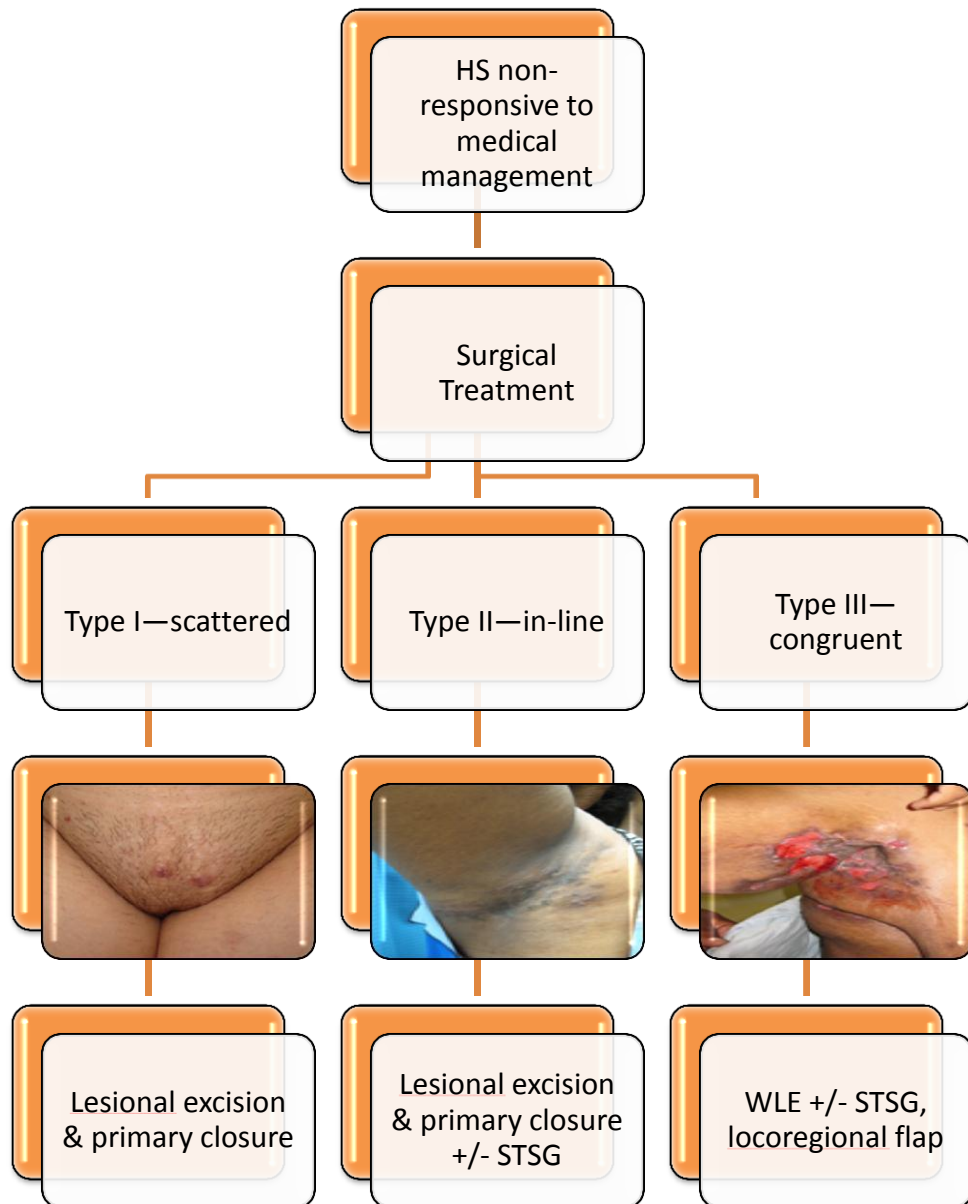 HS non-
responsive to
medical
management
Surgical
Treatment
Type I—scattered
Type II—in-line
Type III—
congruent
Lesional excision
& primary closure
Lesional excision
& primary closure
+/- STSG
WLE +/- STSG,
locoregional flap